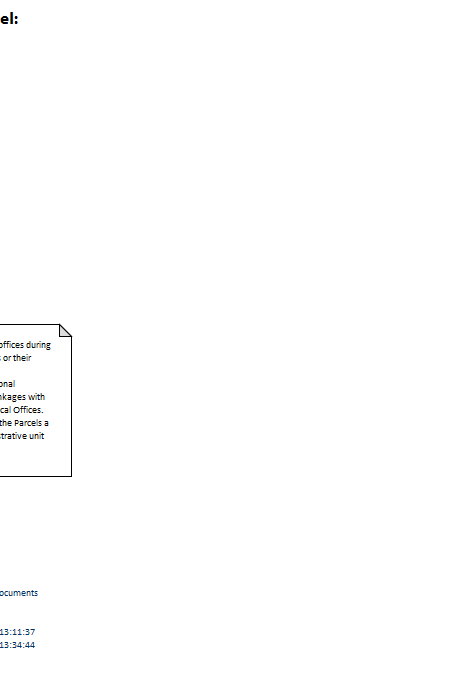 el:
offices during
s or their
onal
nkages with
cal Offices.
the Parcels a
strative unit
ocuments
13:11:37
13:34:44